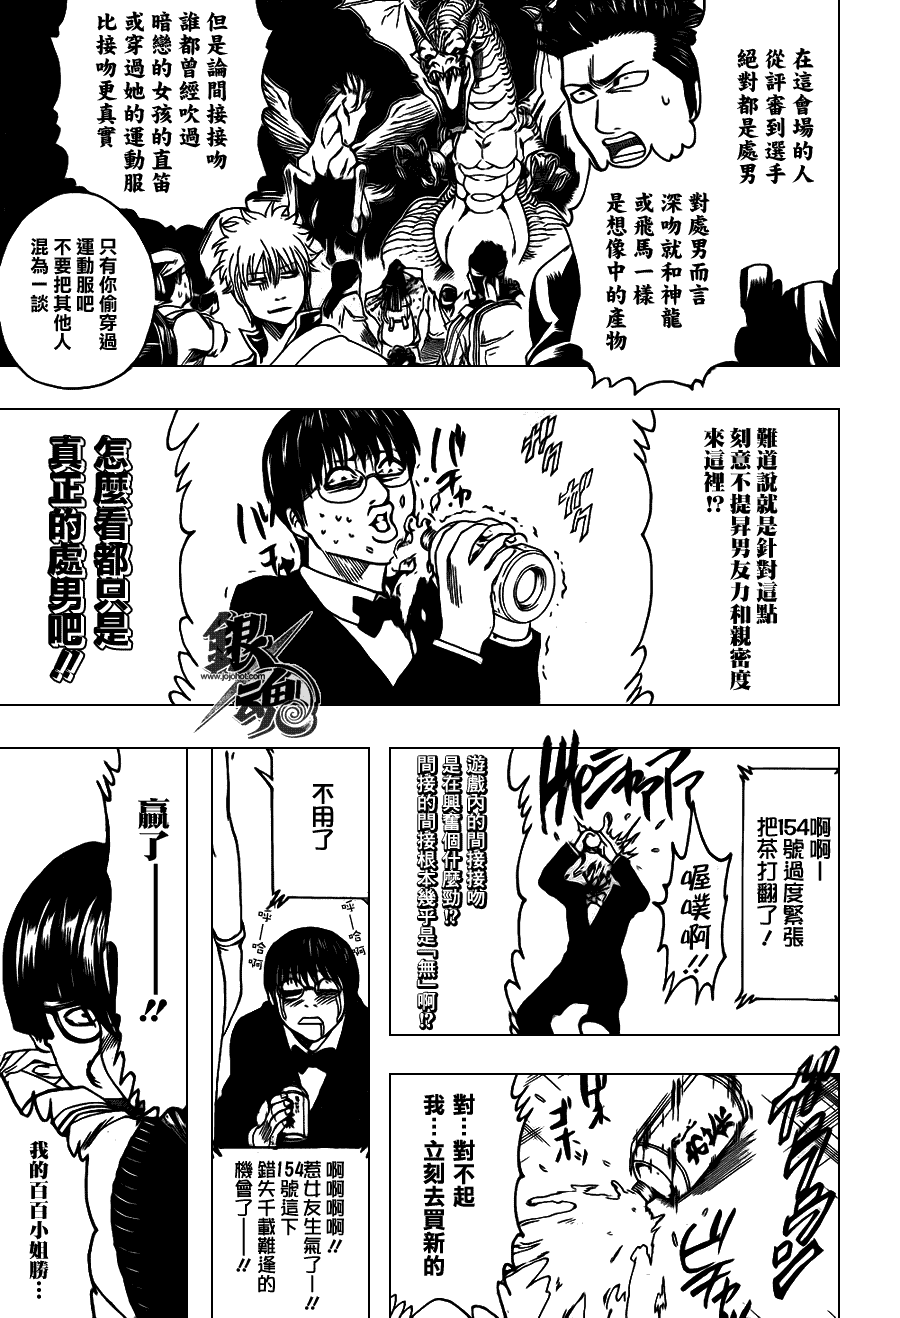 在這會場的人
從評審到選手
絕對都是處男
對處男而言
深吻就和神龍
或飛馬一樣
是想像中的產物
但是論間接接吻
誰都曾經吹過
暗戀的女孩的直笛
或穿過她的運動服
比接吻更真實
只有你偷穿過
運動服吧
不要把其他人
混為一談
難道說就是針對這點
刻意不提昇男友力和親密度
來這裡!?
怎麼看都只是
真正的處男吧!!
銀魂
www.jojohot.com
啊啊—
154號過度緊張
把茶打翻了!
喔噗啊!!
遊戲內的間接接吻
是在興奮個什麼勁!?
間接的間接根本幾乎是「無」啊!?
對…對不起
我…立刻去買新的
不用了
呼—
哈
啊
呼—
哈
啊
啊啊啊啊!!
惹女友生氣了—!!
154號這下
錯失千載難逢的
機會了——!!
贏了——!!
我的百百小姐勝…